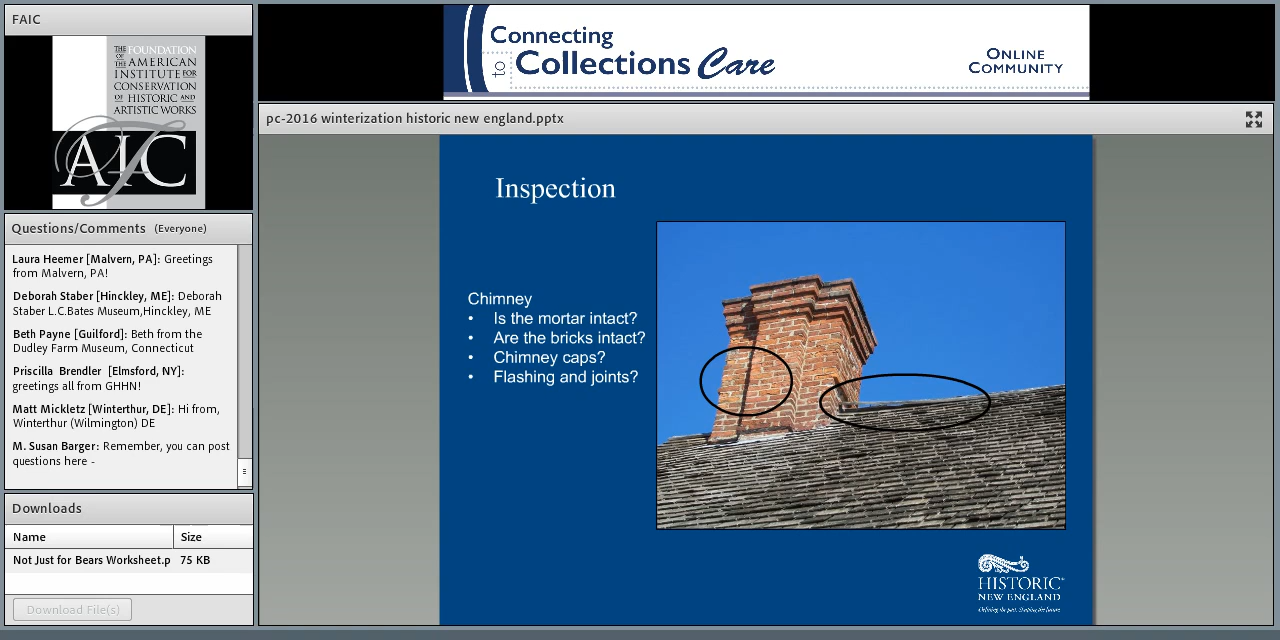 FAIC
THE FOUNDATION
OF THE AMERICAN
INSTITUTE FOR
CONSERVATION
OF HISTORIC AND
ARTISTIC WORKS
AIC
F
Questions/Comments (Everyone)
Laura Heemer [Malvern, PA]: Greetings
from Malvern, PA!
Deborah Staber [Hinckley, ME]: Deborah
Staber L.C.Bates Museum,Hinckley, ME
Beth Payne [Guilford]: Beth from the
Dudley Farm Museum, Connecticut
Priscilla Brendler [Elmsford, NY]:
greetings all from GHHN!
Matt Mickletz [Winterthur, DE]: Hi from,
Winterthur (Wilmington) DE
M. Susan Barger: Remember, you can post
questions here -
Downloads
Name Size
Not Just for Bears Worksheet.p 75 KB
Download File(s)
Connecting
to Collections Care
ONLINE
COMMUNITY
pc-2016 winterization historic new england.pptx
Inspection
Chimney
• Is the mortar intact?
• Are the bricks intact?
• Chimney caps?
• Flashing and joints?
HISTORIC
NEW ENGLAND
Defining the past. Shaping the future.